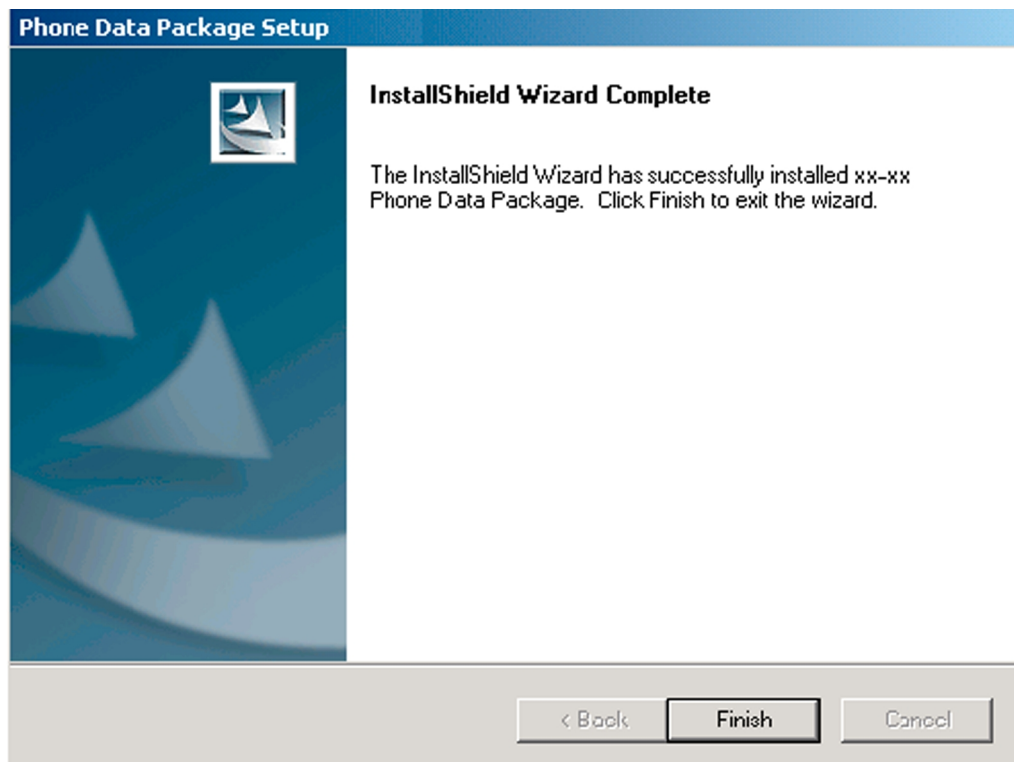 Phone Data Package Setup
InstallShield Wizard Complete
The InstallShield Wizard has successfully installed xx-xx
Phone Data Package. Click Finish to exit the wizard.
< Back Finish Cancel